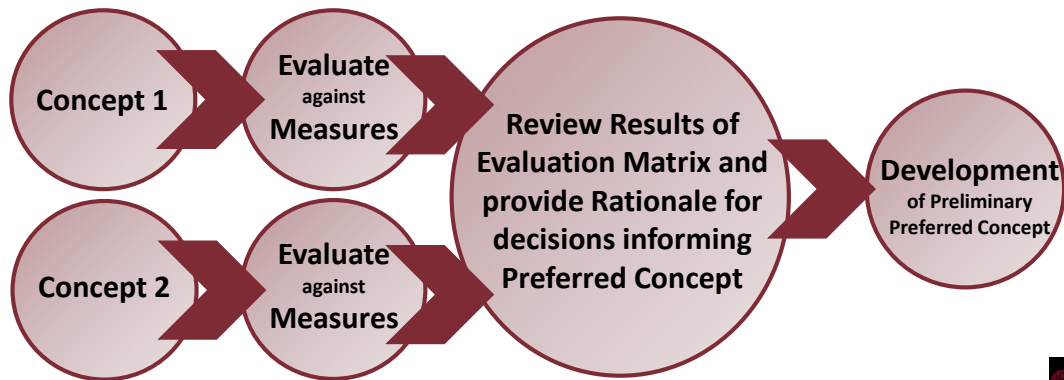 Concept 1
Evaluate
against
Measures
Concept 2
Evaluate
against
Measures
Review Results of
Evaluation Matrix and
provide Rationale for
decisions informing
Preferred Concept
Development
of Preliminary
Preferred Concept